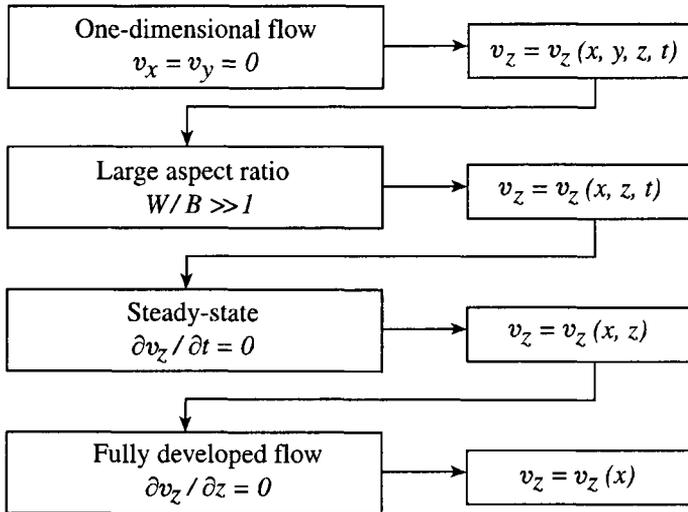 One-dimensional flow
v_x = v_y = 0
v_z = v_z (x, y, z, t)
Large aspect ratio
W/B >> 1
v_z = v_z (x, z, t)
Steady-state
∂v_z / ∂t = 0
v_z = v_z (x, z)
Fully developed flow
∂v_z / ∂z = 0
v_z = v_z (x)